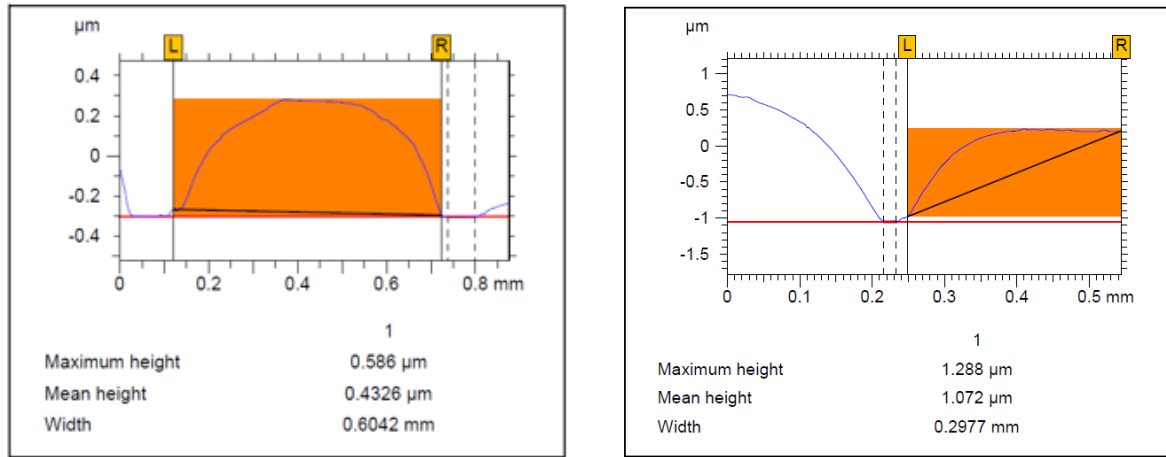 µm
L R
0.4
0.2
0
-0.2
-0.4
0 0.2 0.4 0.6 0.8 mm
1
Maximum height 0.586 µm
Mean height 0.4326 µm
Width 0.6042 mm
µm
L R
1
0.5
0
-0.5
-1
-1.5
0 0.1 0.2 0.3 0.4 0.5 mm
1
Maximum height 1.288 µm
Mean height 1.072 µm
Width 0.2977 mm